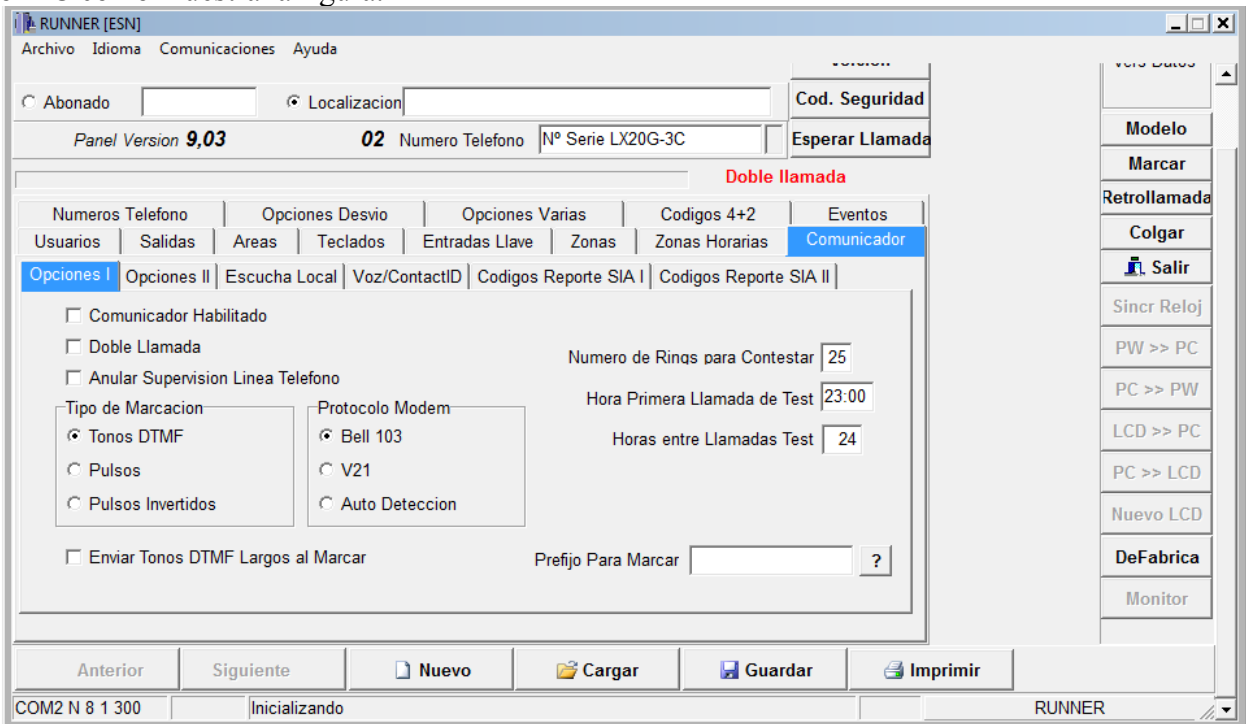 RUNNER [ESN]
Archivo Idioma Comunicaciones Ayuda
Abonado Localizacion Cod. Seguridad
Panel Version 9,03 02 Numero Telefono Nº Serie LX20G-3C Esperar Llamada
Modelo
Marcar
Doble llamada
Retrollamada
Numeros Telefono Opciones Desvio Opciones Varias Codigos 4+2 Eventos
Usuarios Salidas Areas Teclados Entradas Llave Zonas Zonas Horarias Comunicador
Colgar
Opciones I Opciones II Escucha Local Voz/ContactID Codigos Reporte SIA I Codigos Reporte SIA II
Salir
Comunicador Habilitado
Sincr Reloj
Doble Llamada
Numero de Rings para Contestar 25
PW >> PC
Anular Supervision Linea Telefono
Hora Primera Llamada de Test 23:00
PC >> PW
Tipo de Marcacion Protocolo Modem
Tonos DTMF Bell 103 Horas entre Llamadas Test 24
LCD >> PC
Pulsos V21
PC >> LCD
Pulsos Invertidos Auto Deteccion
Nuevo LCD
Enviar Tonos DTMF Largos al Marcar Prefijo Para Marcar ?
DeFabrica
Monitor
Anterior Siguiente Nuevo Cargar Guardar Imprimir
COM2 N 8 1 300 Inicializando RUNNER